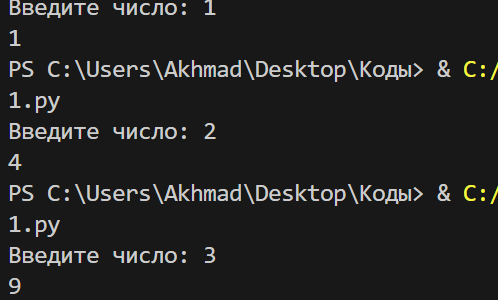 Введите число: 1
1
PS C:\Users\Akhmad\Desktop\Коды> & C:/
1.py
Введите число: 2
4
PS C:\Users\Akhmad\Desktop\Коды> & C:/
1.py
Введите число: 3
9